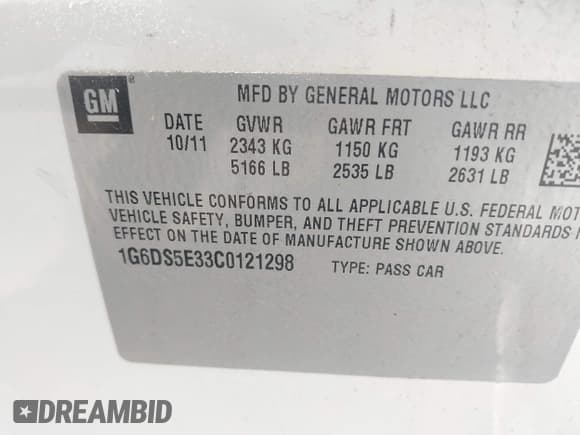 GM ® MFD BY GENERAL MOTORS LLC
DATE GVWR GAWR FRT GAWR RR
10/11 2343 KG 1150 KG 1193 KG
5166 LB 2535 LB 2631 LB
THIS VEHICLE CONFORMS TO ALL APPLICABLE U.S. FEDERAL MOT
VEHICLE SAFETY, BUMPER, AND THEFT PREVENTION STANDARDS
EFFECT ON THE DATE OF MANUFACTURE SHOWN ABOVE.
1G6DS5E33C0121298 TYPE: PASS CAR
DREAMBID